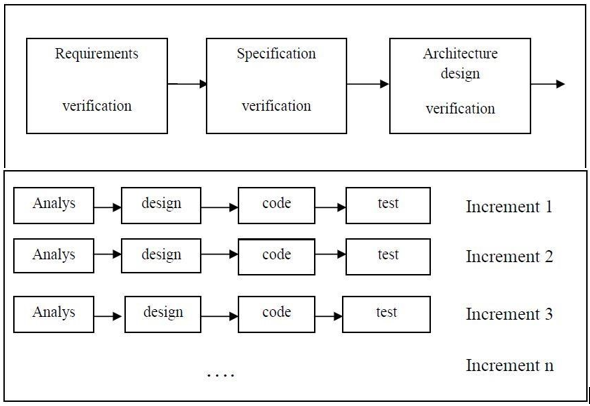 Requirements
verification
Specification
verification
Architecture
design
verification
Analys
design
code
test
Increment 1
Analys
design
code
test
Increment 2
Analys
design
code
test
Increment 3
....
Increment n